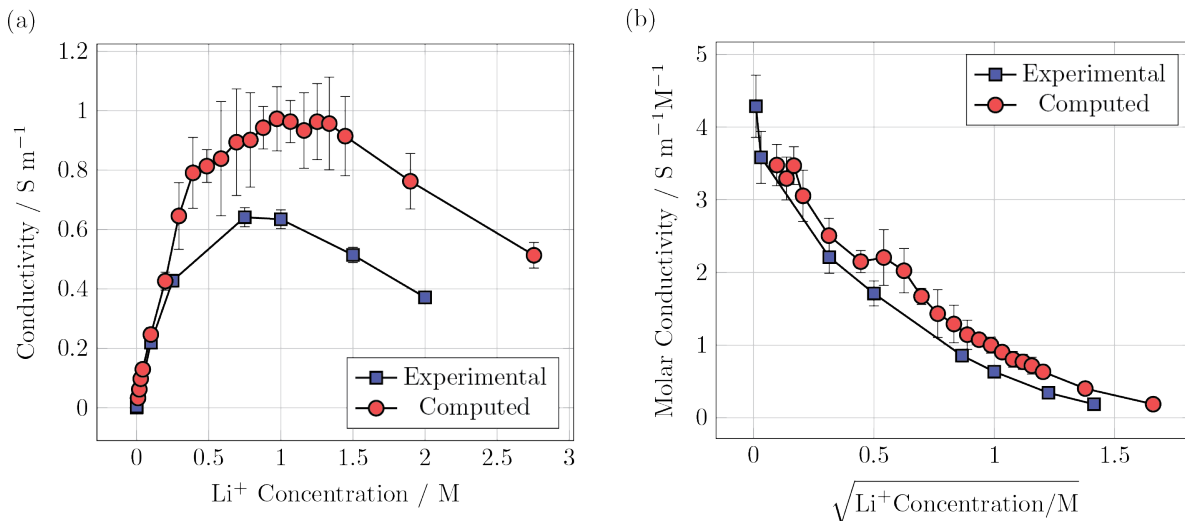 (a)
1.2
1
0.8
0.6
0.4
0.2
0
Conductivity / S m⁻¹
Experimental
Computed
0 0.5 1 1.5 2 2.5 3
Li⁺ Concentration / M
(b)
5
4
3
2
1
0
Molar Conductivity / S m⁻¹M⁻¹
Experimental
Computed
0 0.5 1 1.5
√Li⁺Concentration/M